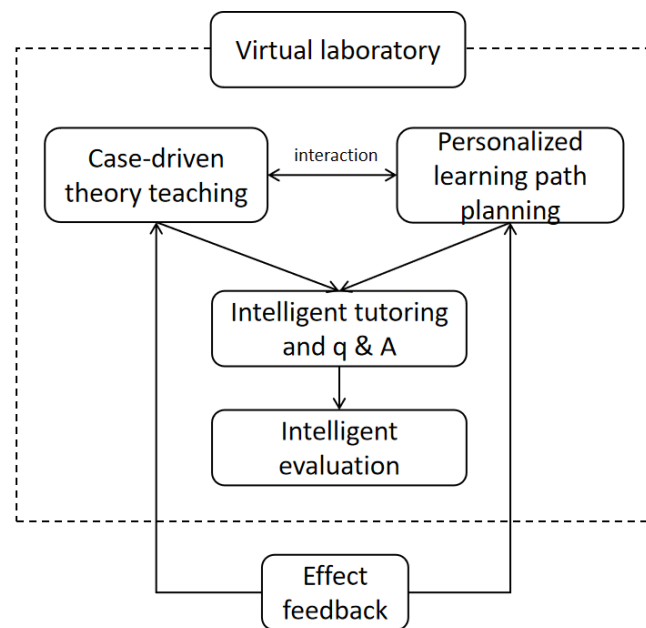 Virtual laboratory
Case-driven
theory teaching
interaction
Personalized
learning path
planning
Intelligent tutoring
and q & A
Intelligent
evaluation
Effect
feedback